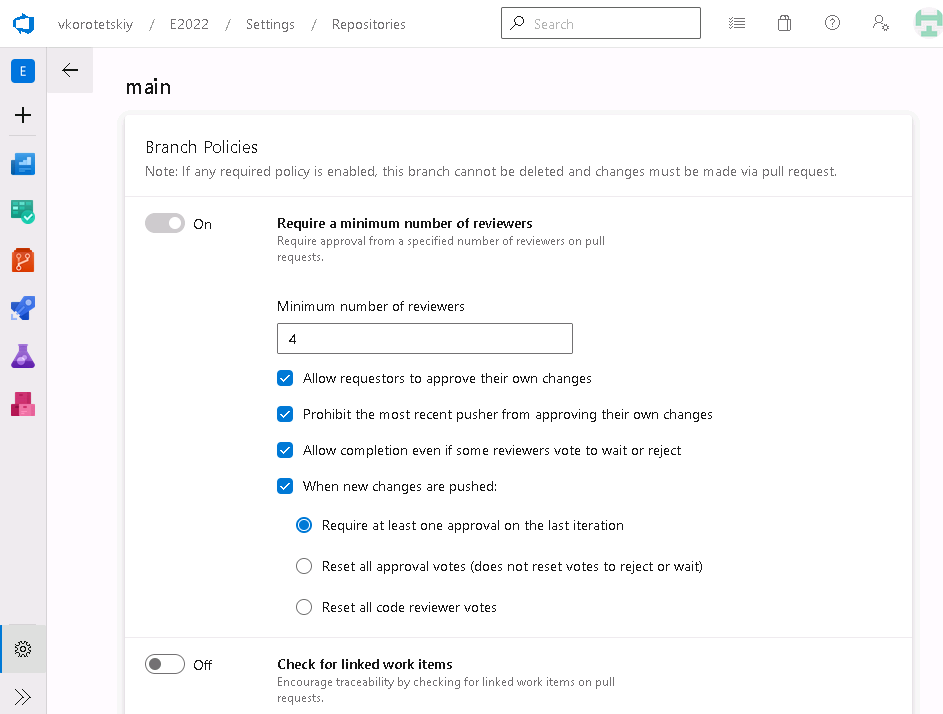 vkorotetskiy / E2022 / Settings / Repositories
Search
E
main
Branch Policies
Note: If any required policy is enabled, this branch cannot be deleted and changes must be made via pull request.
On
Require a minimum number of reviewers
Require approval from a specified number of reviewers on pull
requests.
Minimum number of reviewers
4
Allow requestors to approve their own changes
Prohibit the most recent pusher from approving their own changes
Allow completion even if some reviewers vote to wait or reject
When new changes are pushed:
Require at least one approval on the last iteration
Reset all approval votes (does not reset votes to reject or wait)
Reset all code reviewer votes
Off
Check for linked work items
Encourage traceability by checking for linked work items on pull
requests.